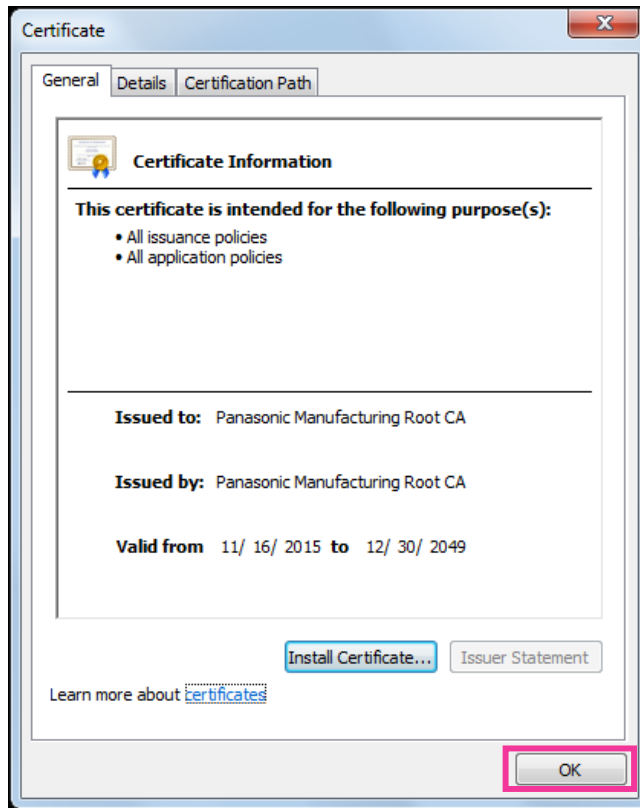 Certificate
General Details Certification Path
Certificate Information
This certificate is intended for the following purpose(s):
• All issuance policies
• All application policies
Issued to: Panasonic Manufacturing Root CA
Issued by: Panasonic Manufacturing Root CA
Valid from 11/ 16/ 2015 to 12/ 30/ 2049
Install Certificate... Issuer Statement
Learn more about certificates
OK